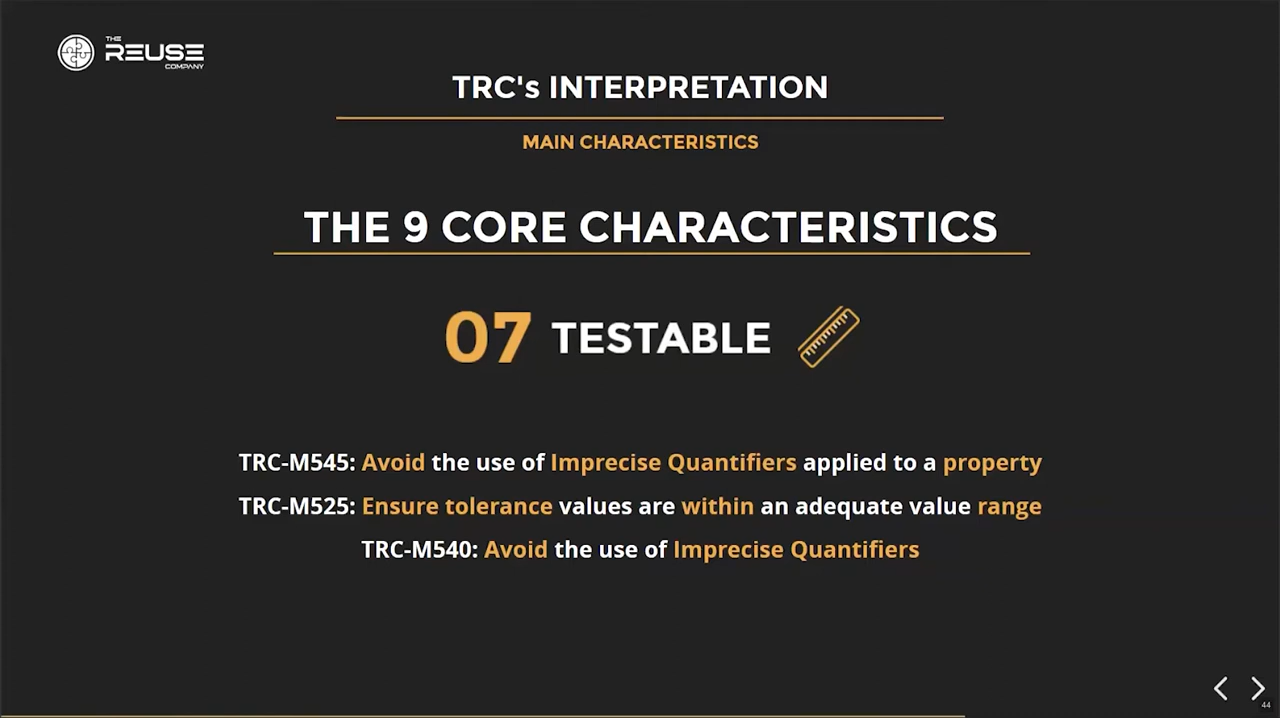 THE
REUSE
COMPANY
TRC's INTERPRETATION
MAIN CHARACTERISTICS
THE 9 CORE CHARACTERISTICS
07 TESTABLE
TRC-M545: Avoid the use of Imprecise Quantifiers applied to a property
TRC-M525: Ensure tolerance values are within an adequate value range
TRC-M540: Avoid the use of Imprecise Quantifiers
44